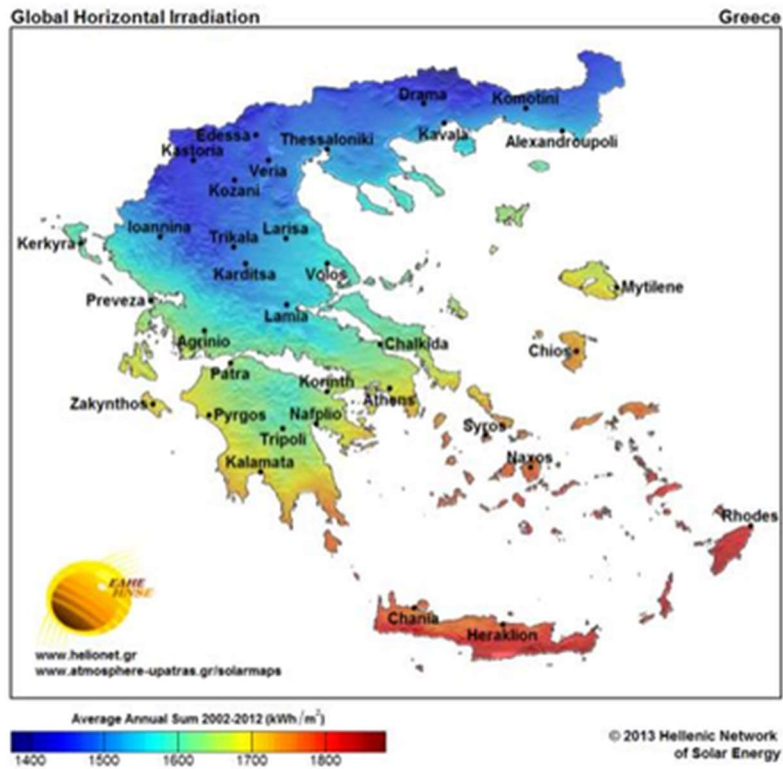 Global Horizontal Irradiation
Greece
Drama
Komotini
Edessa
Thessaloniki
Kavala
Alexandroupoli
Kastoria
Veria
Kozani
Ioannina
Larisa
Trikala
Kerkyra
Karditsa
Volos
Mytilene
Preveza
Lamia
Agrinio
Chalkida
Chios
Patra
Korinth
Athens
Zakynthos
Pyrgos
Nafplio
Syros
Tripoli
Naxos
Kalamata
Rhodes
Chania
Heraklion
www.helionet.gr
www.atmosphere-upatras.gr/solarmaps
Average Annual Sum 2002-2012 (kWh/m²)
1400 1500 1600 1700 1800
© 2013 Hellenic Network
of Solar Energy